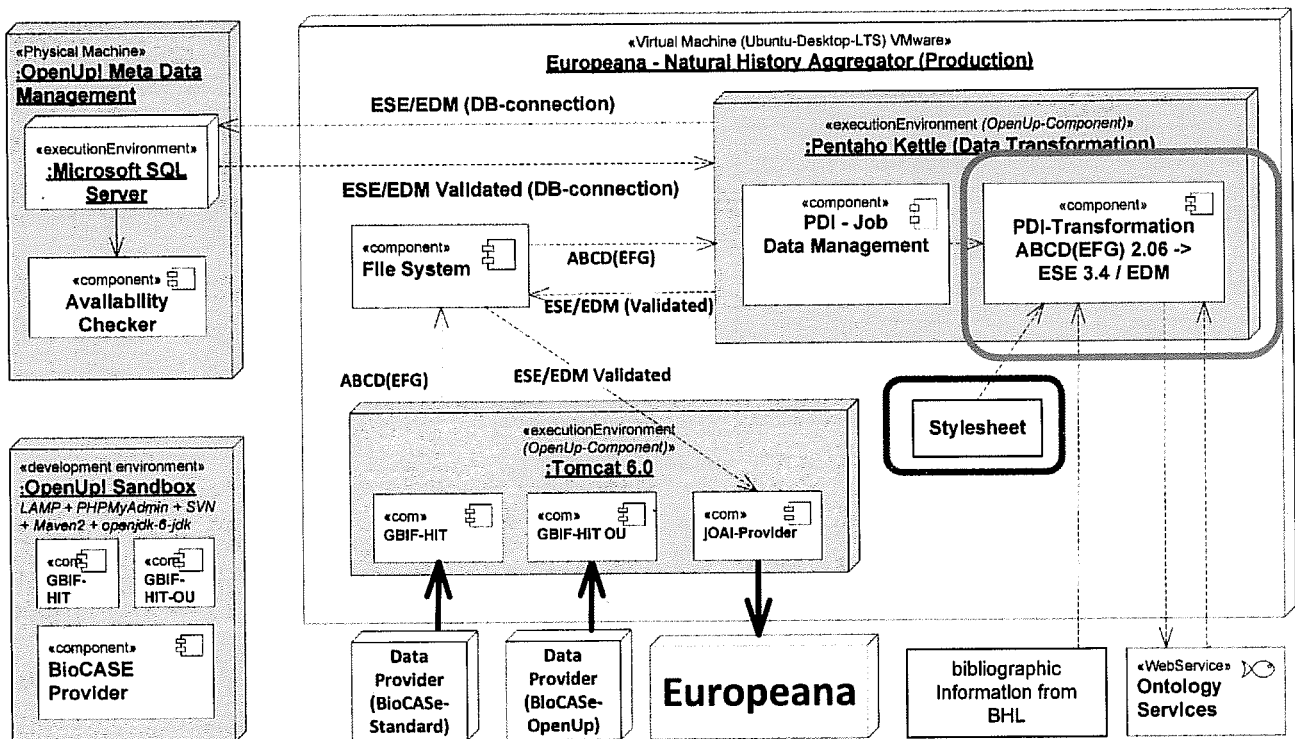 «Physical Machine»
:OpenUp! Meta Data
Management
«executionEnvironment»
:Microsoft SQL
Server
«component»
Availability
Checker
«development environment»
:OpenUp! Sandbox
LAMP + PHPMyAdmin + SVN
+ Maven2 + openjdk-6-jdk
«com
GBIF-
HIT
«com
GBIF-
HIT-OU
«component»
BioCASE
Provider
«Virtual Machine (Ubuntu-Desktop-LTS) VMware»
Europeana - Natural History Aggregator (Production)
ESE/EDM (DB-connection)
ESE/EDM Validated (DB-connection)
«executionEnvironment (OpenUp-Component)»
:Pentaho Kettle (Data Transformation)
«component»
PDI - Job
Data Management
«component»
PDI-Transformation
ABCD(EFG) 2.06 ->
ESE 3.4 / EDM
«component»
File System
ABCD(EFG)
ESE/EDM (Validated)
ABCD(EFG)
ESE/EDM Validated
Stylesheet
«executionEnvironment
(OpenUp-Component)»
:Tomcat 6.0
«com»
GBIF-HIT
«com»
GBIF-HIT OU
«com»
jOAI-Provider
Data
Provider
(BioCASe-
Standard)
Data
Provider
(BioCASe-
OpenUp)
Europeana
bibliographic
Information from
BHL
«WebService»
Ontology
Services